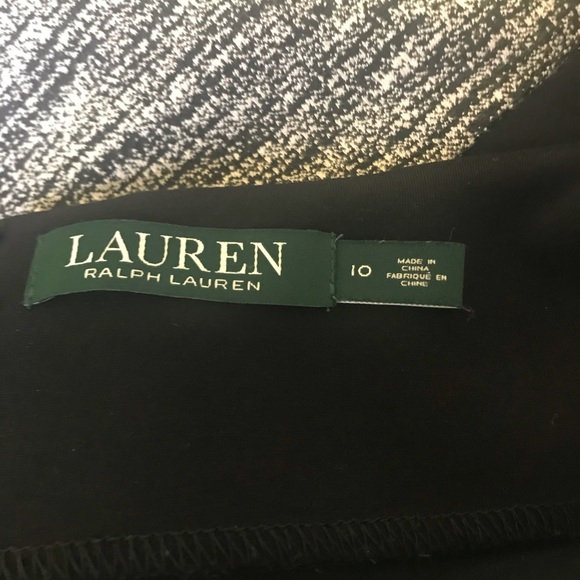 LAUREN
RALPH LAUREN
10
MADE IN
CHINA
FABRIQUÉ EN
CHINE